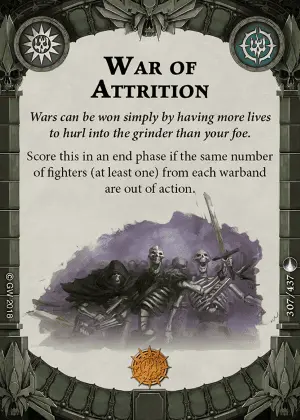 WAR OF
ATTRITION
Wars can be won simply by having more lives
to hurl into the grinder than your foe.
Score this in an end phase if the same number
of fighters (at least one) from each warband
are out of action.
© GW 2018
307/437